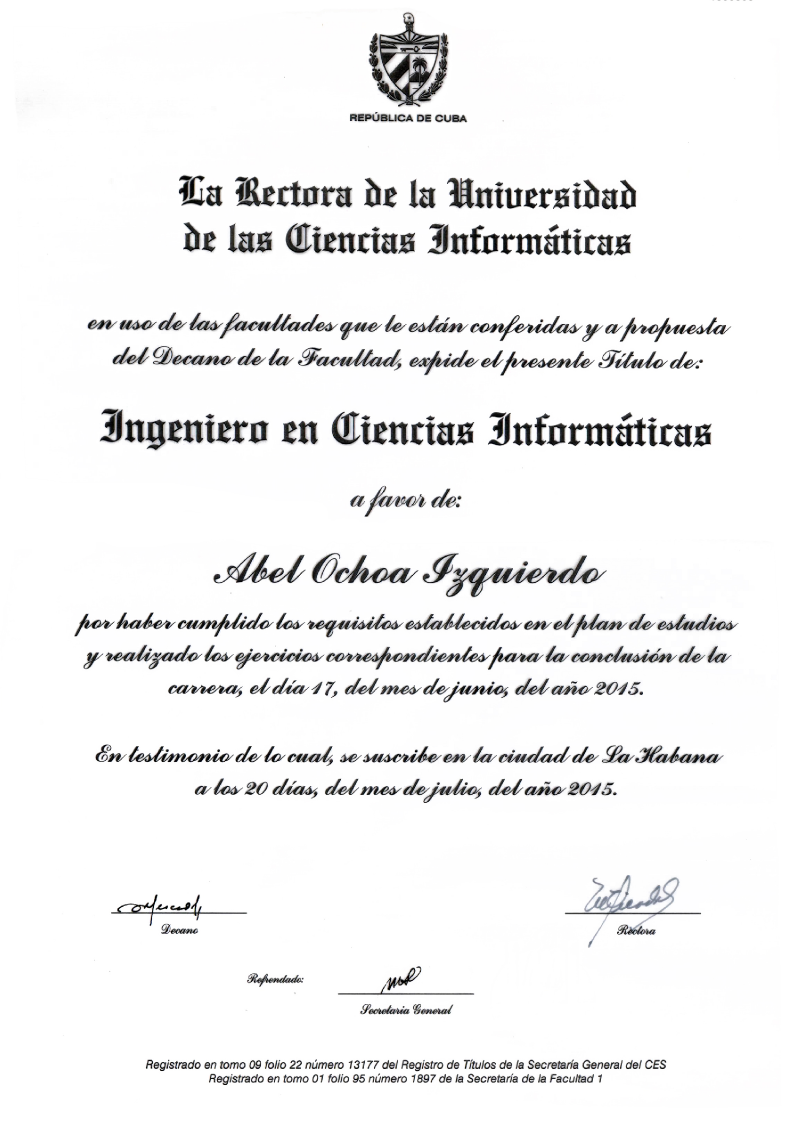 REPÚBLICA DE CUBA
La Rectora de la Universidad
de las Ciencias Informáticas
en uso de las facultades que le están conferidas y a propuesta
del Decano de la Facultad, expide el presente Título de:
Ingeniero en Ciencias Informáticas
a favor de:
Abel Ochoa Izquierdo
por haber cumplido los requisitos establecidos en el plan de estudios
y realizado los ejercicios correspondientes para la conclusión de la
carrera, el día 17, del mes de junio, del año 2015.
En testimonio de lo cual, se suscribe en la ciudad de La Habana
a los 20 días, del mes de julio, del año 2015.
Decano
Rectora
Refrendado:
Secretaria General
Registrado en tomo 09 folio 22 número 13177 del Registro de Títulos de la Secretaría General del CES
Registrado en tomo 01 folio 95 número 1897 de la Secretaría de la Facultad 1